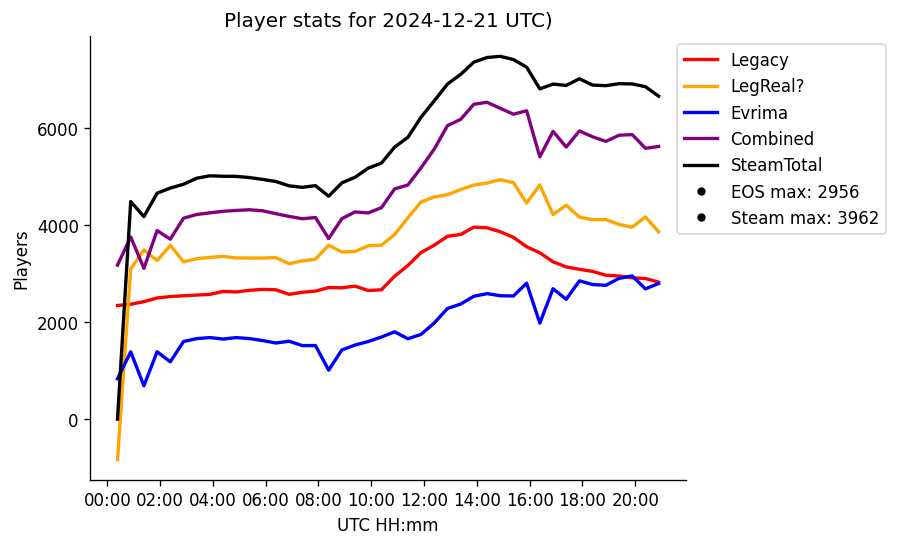 Player stats for 2024-12-21 UTC)
Legacy
LegReal?
Evrima
Combined
SteamTotal
EOS max: 2956
Steam max: 3962
Players
6000
4000
2000
0
00:00 02:00 04:00 06:00 08:00 10:00 12:00 14:00 16:00 18:00 20:00
UTC HH:mm